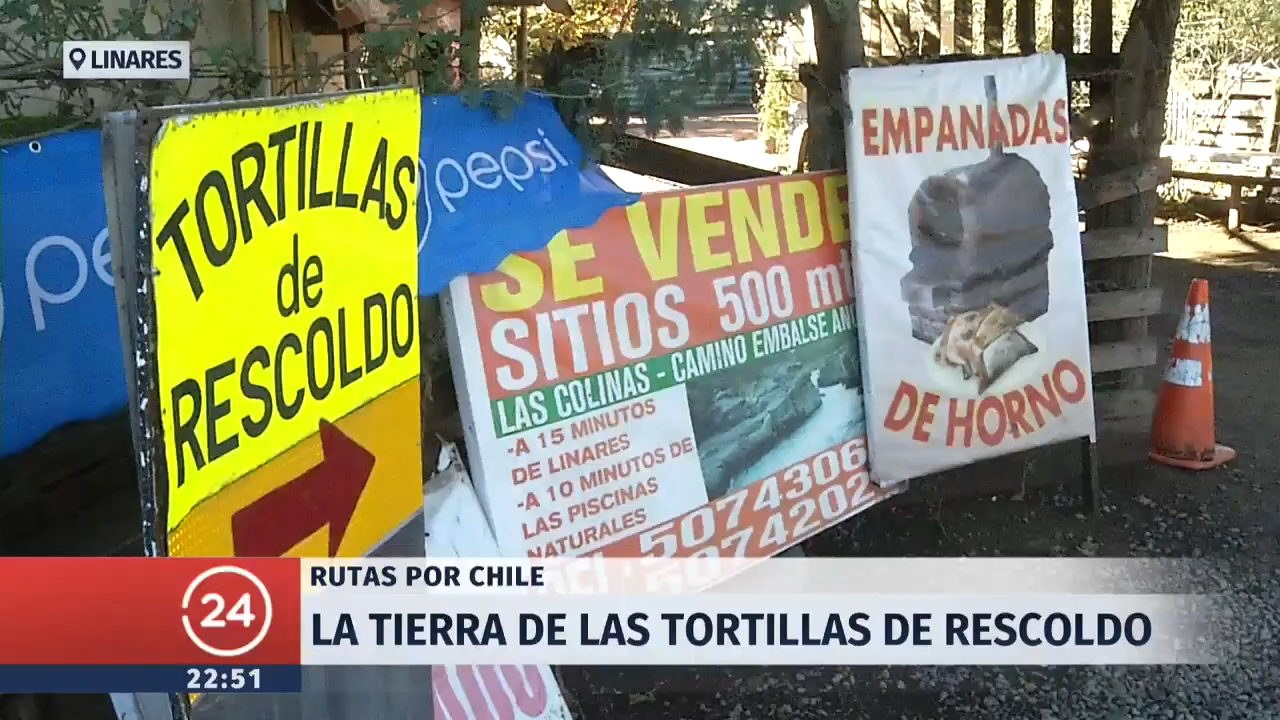 LINARES
TORTILLAS
de
RESCOLDO
pepsi
SE VENDE
SITIOS 500
LAS COLINAS - CAMINO EMBALSE
-A 15 MINUTOS
DE LINARES
-A 10 MINUTOS DE
LAS PISCINAS
NATURALES
5074306
5074202
EMPANADAS
DE HORNO
RUTAS POR CHILE
24
LA TIERRA DE LAS TORTILLAS DE RESCOLDO
22:51